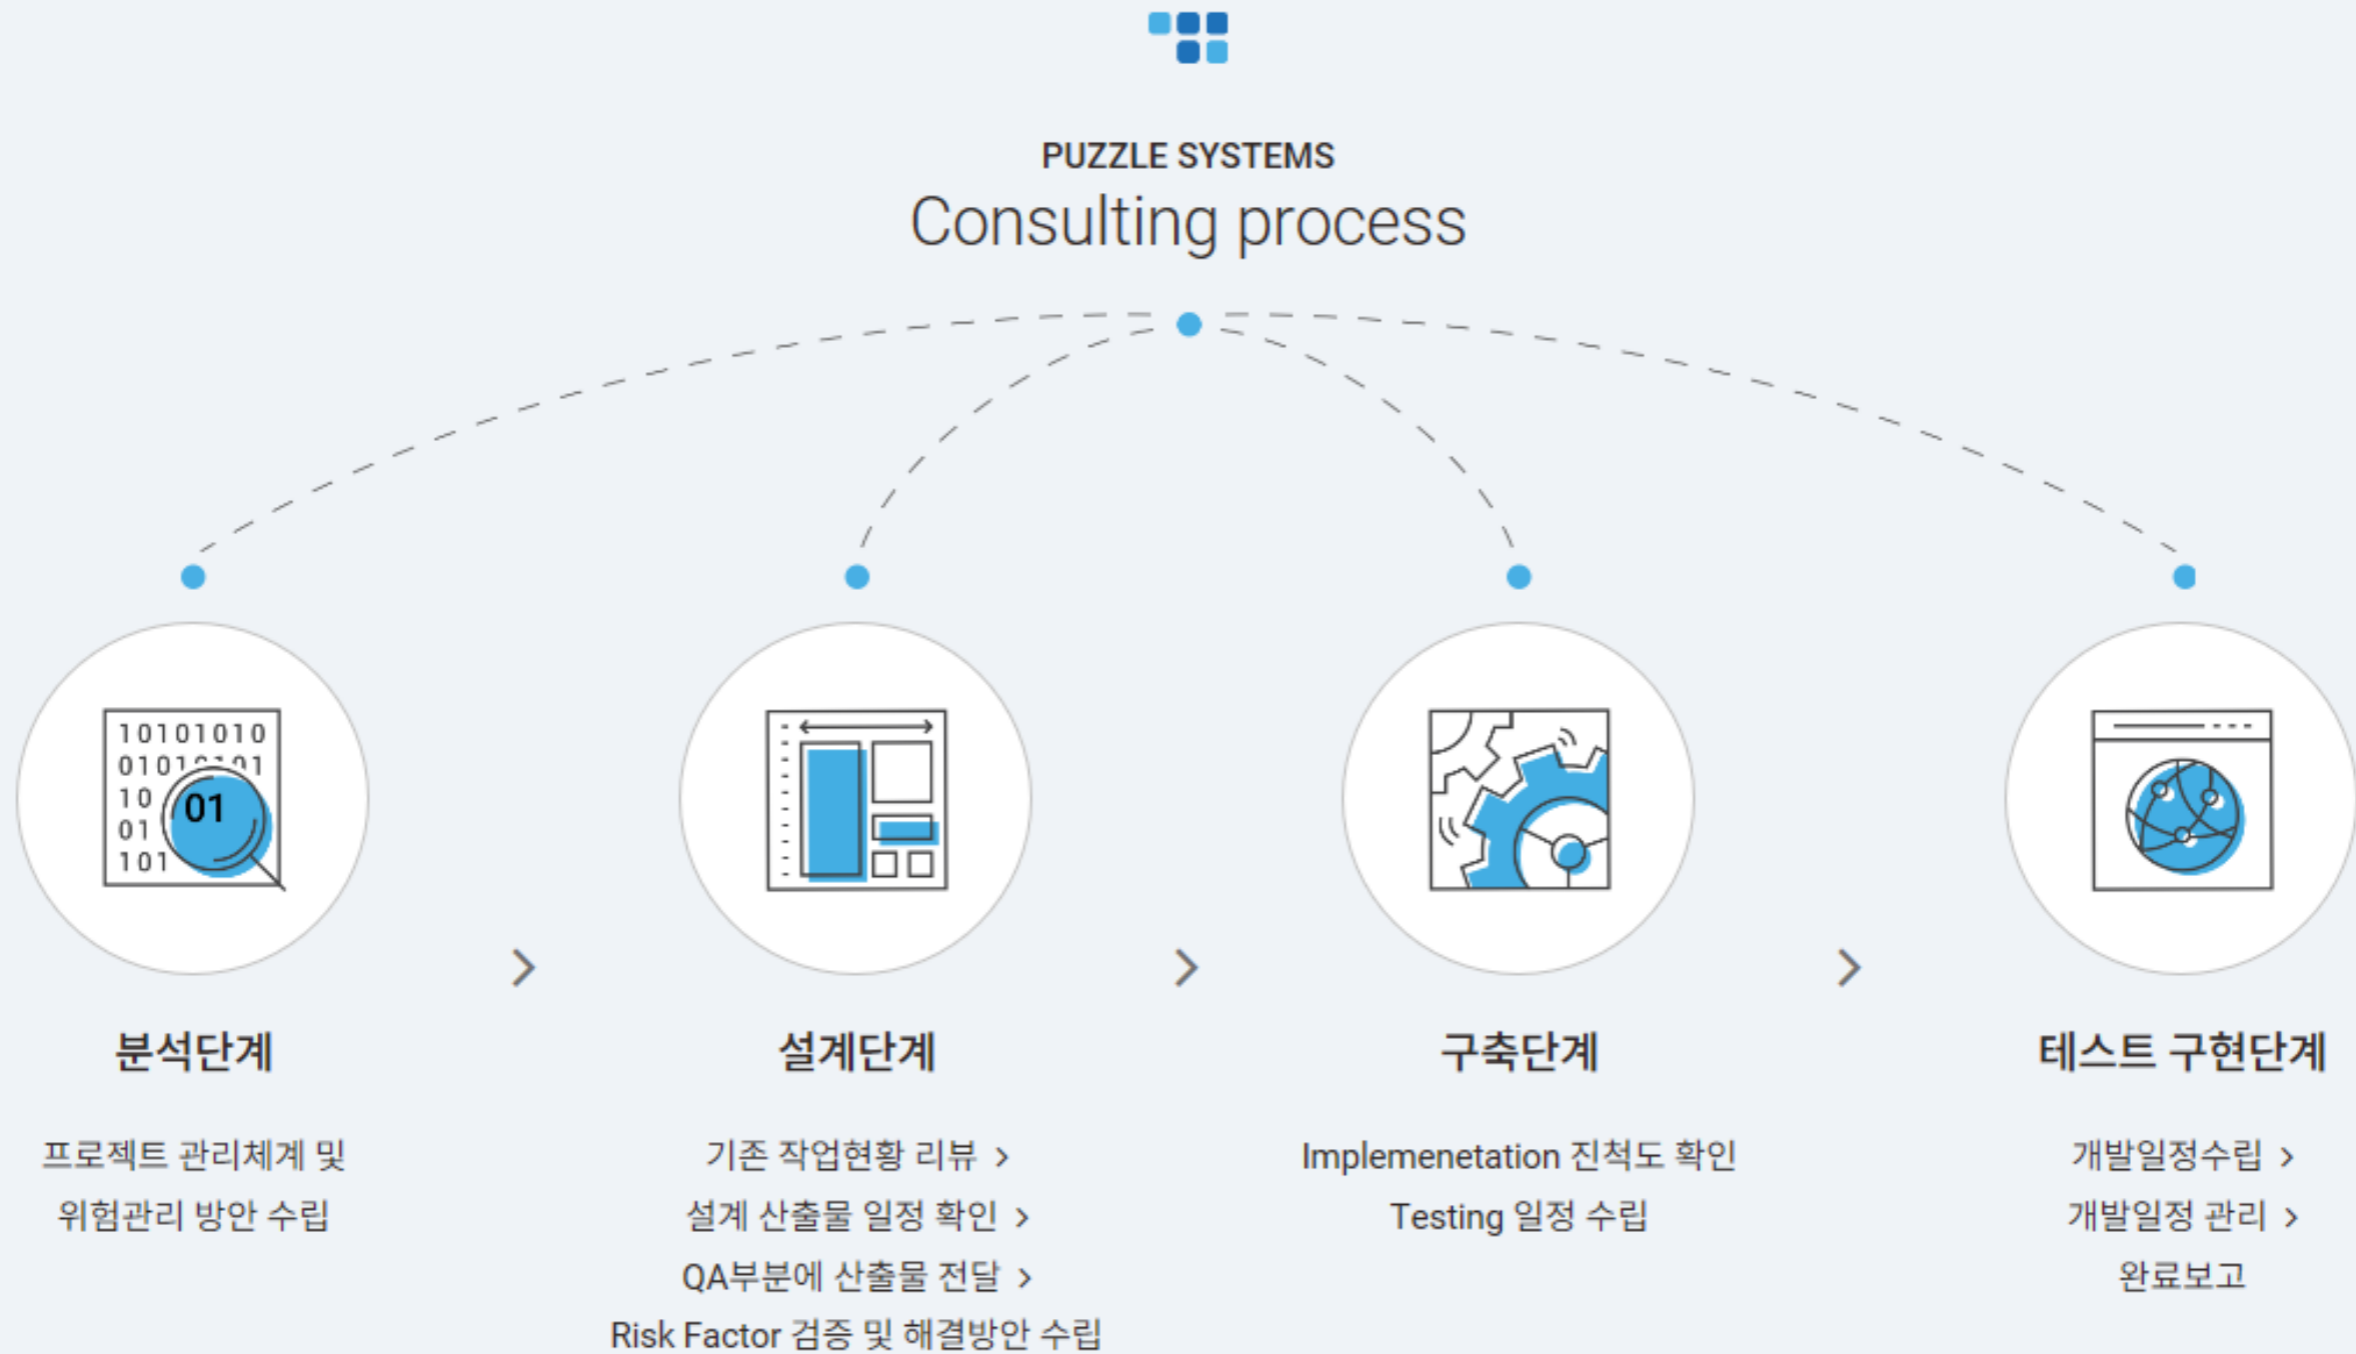 PUZZLE SYSTEMS
Consulting process
10101010
01010101
10
01
01
101
분석단계
프로젝트 관리체계 및
위험관리 방안 수립
>
설계단계
기존 작업현황 리뷰 >
설계 산출물 일정 확인 >
QA부분에 산출물 전달 >
Risk Factor 검증 및 해결방안 수립
>
구축단계
Implemenetation 진척도 확인
Testing 일정 수립
>
테스트 구현단계
개발일정수립 >
개발일정 관리 >
완료보고